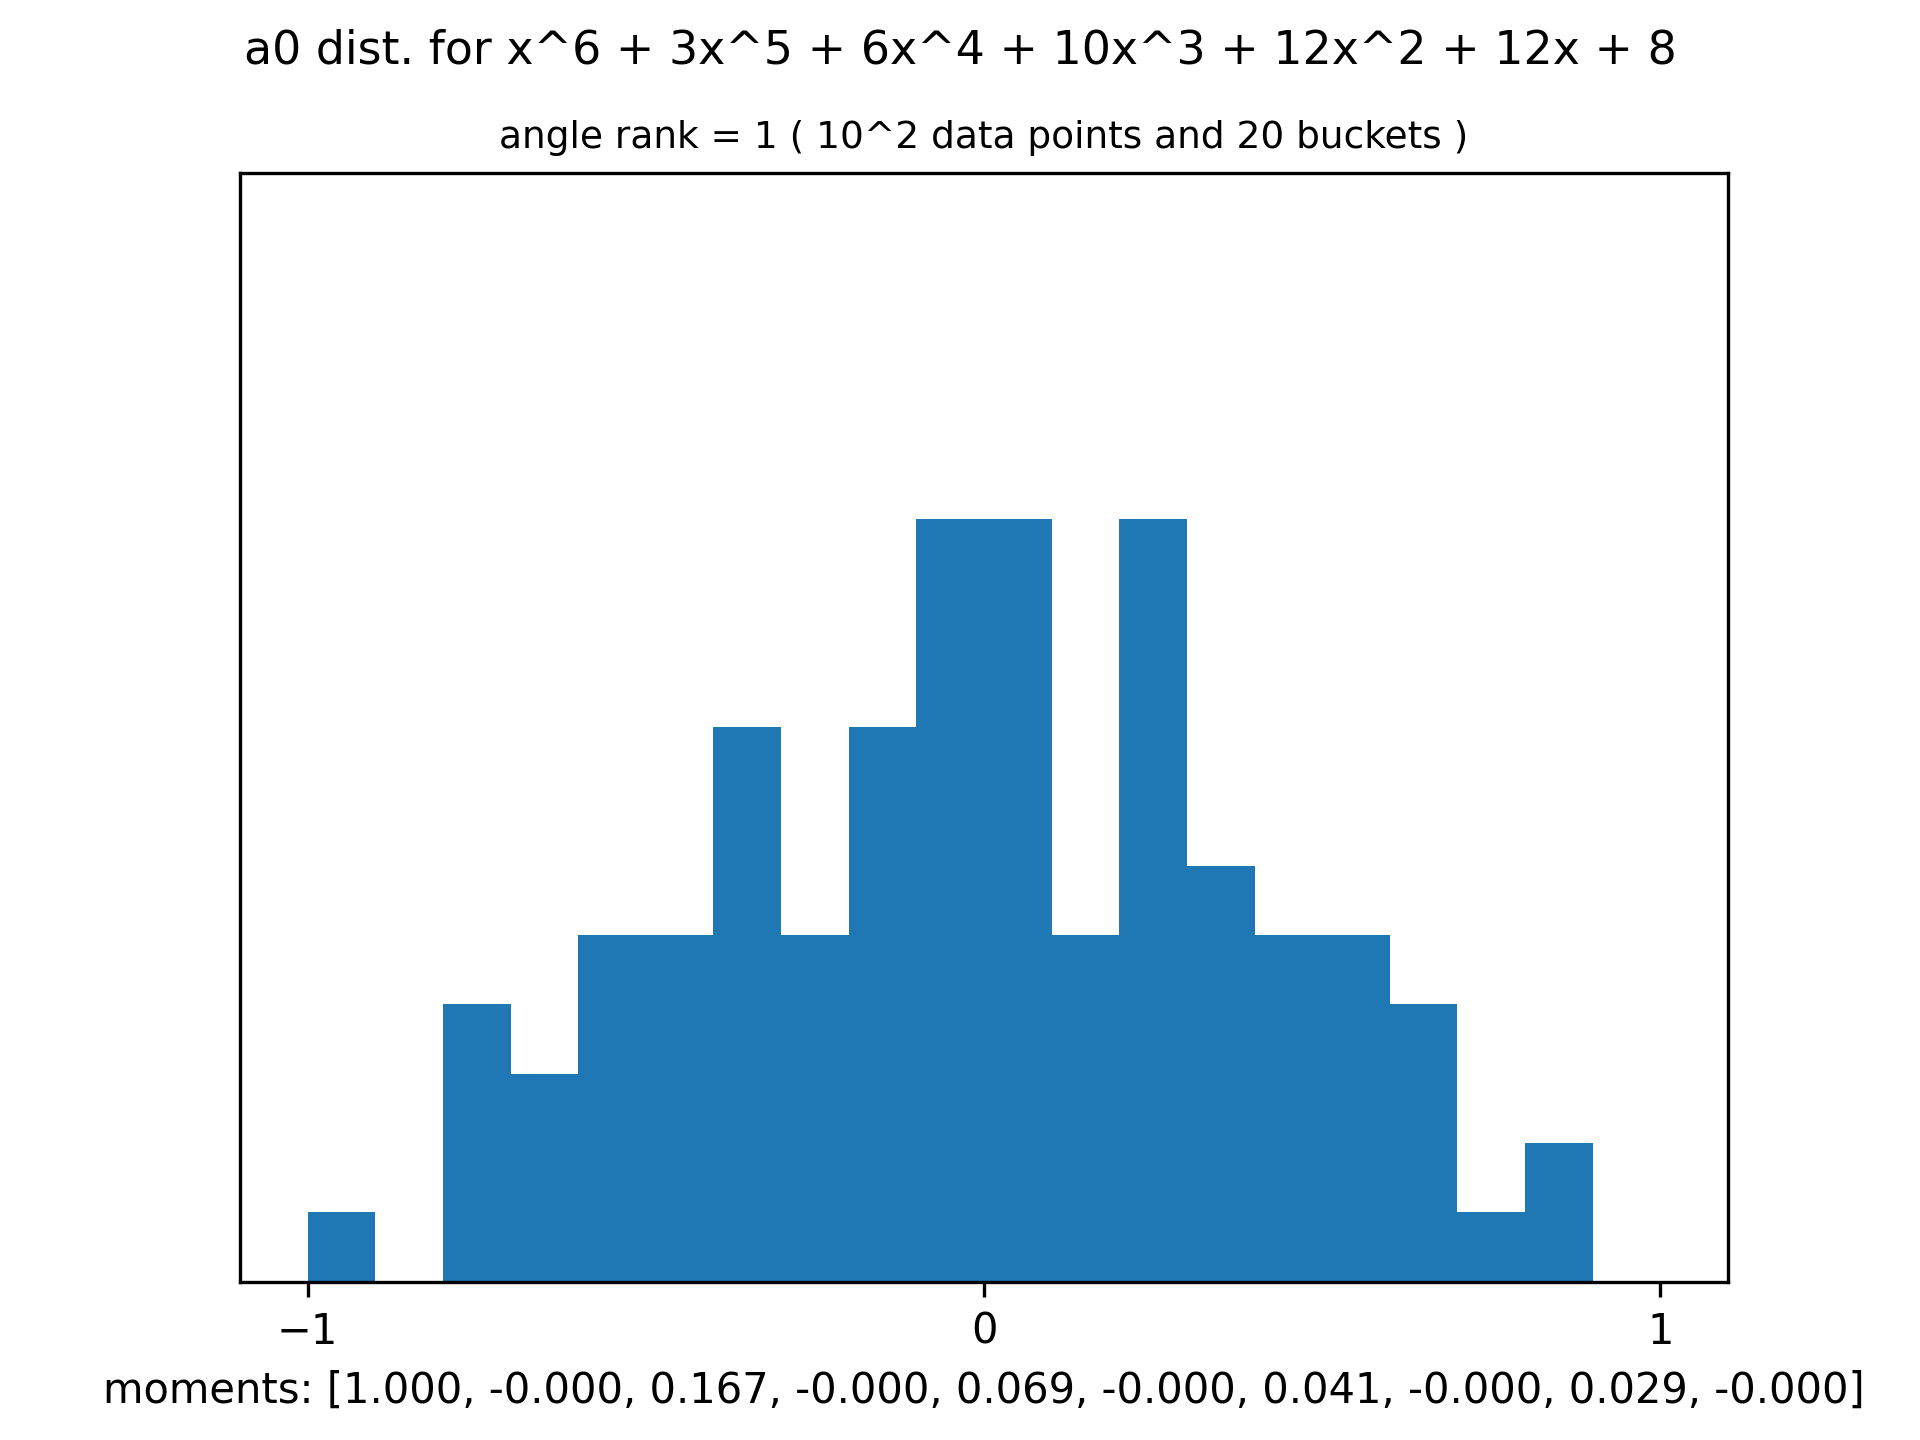 a0 dist. for x^6 + 3x^5 + 6x^4 + 10x^3 + 12x^2 + 12x + 8
angle rank = 1 ( 10^2 data points and 20 buckets )
−1 0 1
moments: [1.000, -0.000, 0.167, -0.000, 0.069, -0.000, 0.041, -0.000, 0.029, -0.000]